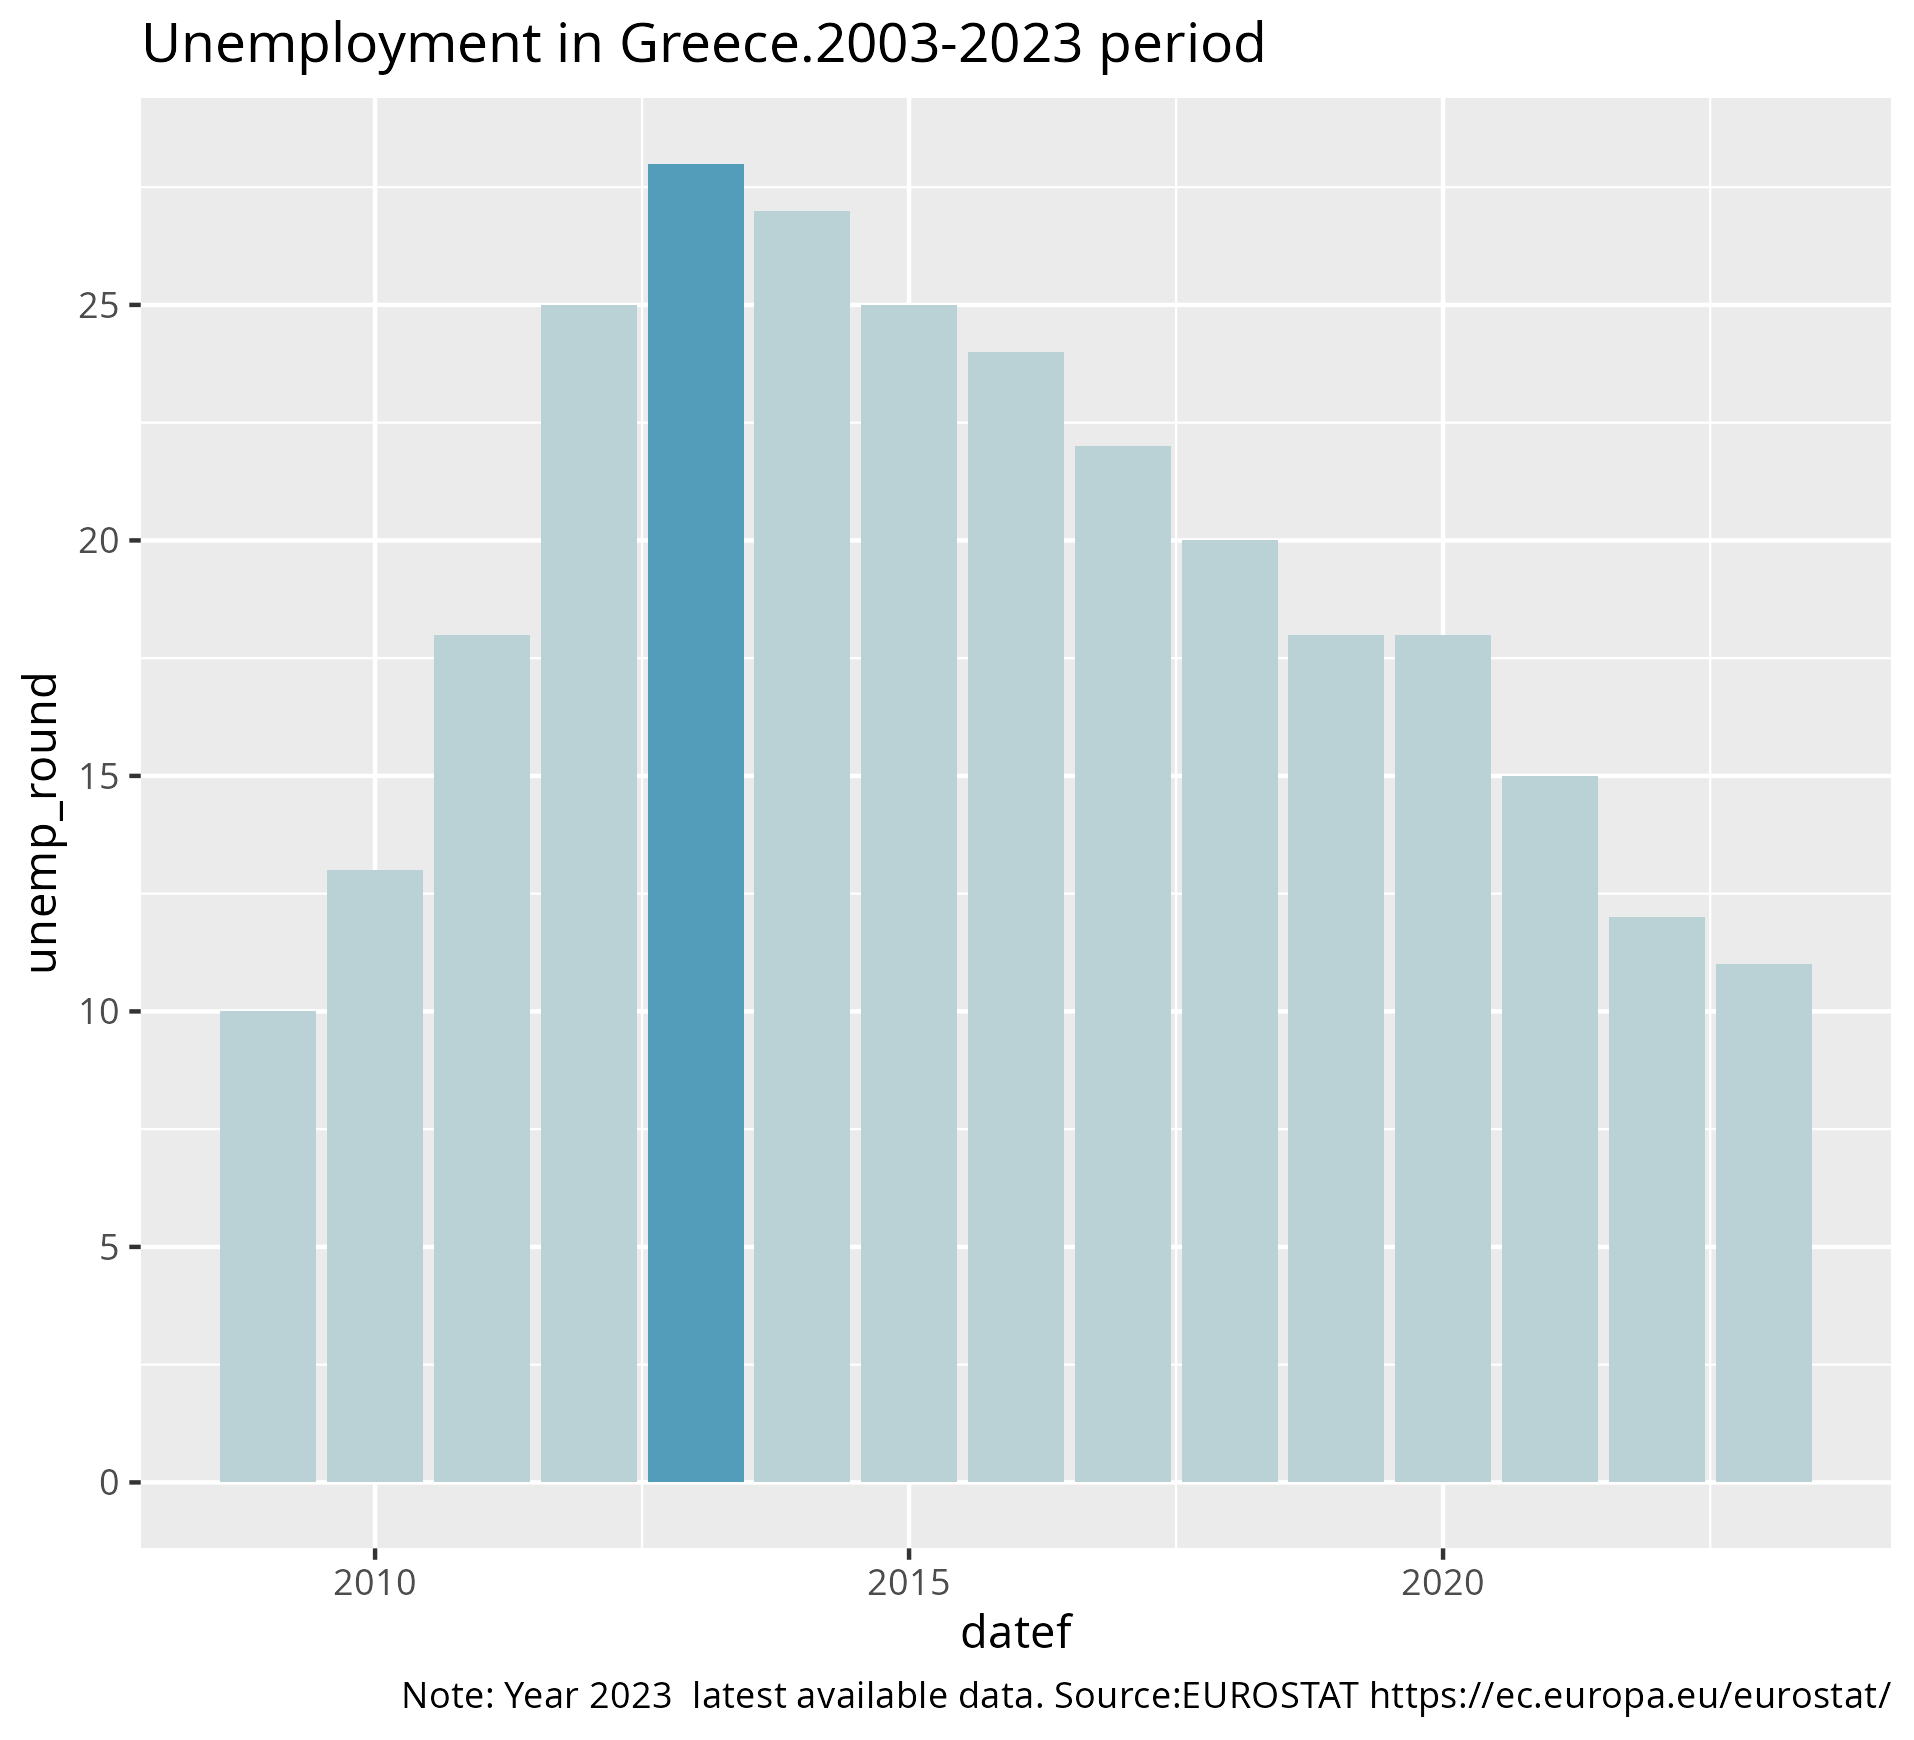 Unemployment in Greece.2003-2023 period
unemp_round
25
20
15
10
5
0
2010 2015 2020
datef
Note: Year 2023  latest available data. Source:EUROSTAT https://ec.europa.eu/eurostat/